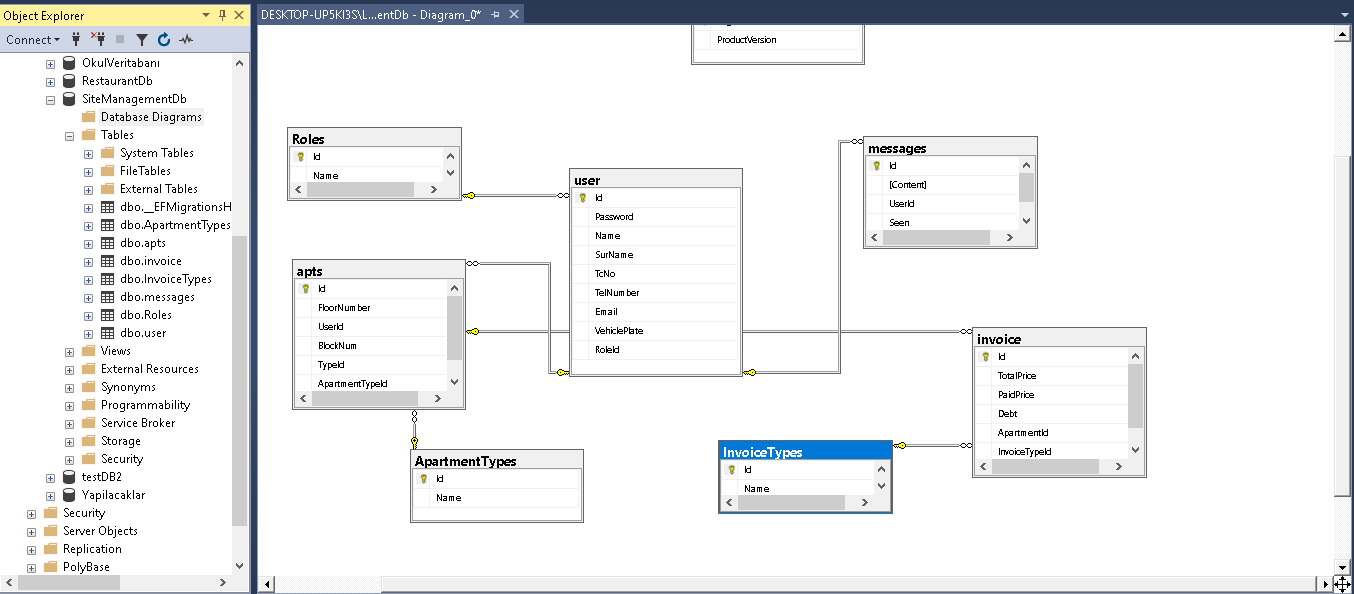 Object Explorer
Connect
OkulVeritabanı
RestaurantDb
SiteManagementDb
Database Diagrams
Tables
System Tables
FileTables
External Tables
dbo.__EFMigrationsH
dbo.ApartmentTypes
dbo.apts
dbo.invoice
dbo.InvoiceTypes
dbo.messages
dbo.Roles
dbo.user
Views
External Resources
Synonyms
Programmability
Service Broker
Storage
Security
testDB2
Yapilacaklar
Security
Server Objects
Replication
PolyBase
DESKTOP-UP5KI3S\L...entDb - Diagram_0*
ProductVersion
Roles
Id
Name
user
Id
Password
Name
SurName
TcNo
TelNumber
Email
VehiclePlate
RoleId
messages
Id
[Content]
UserId
Seen
apts
Id
FloorNumber
UserId
BlockNum
TypeId
ApartmentTypeId
invoice
Id
TotalPrice
PaidPrice
Debt
ApartmentId
InvoiceTypeId
ApartmentTypes
Id
Name
InvoiceTypes
Id
Name